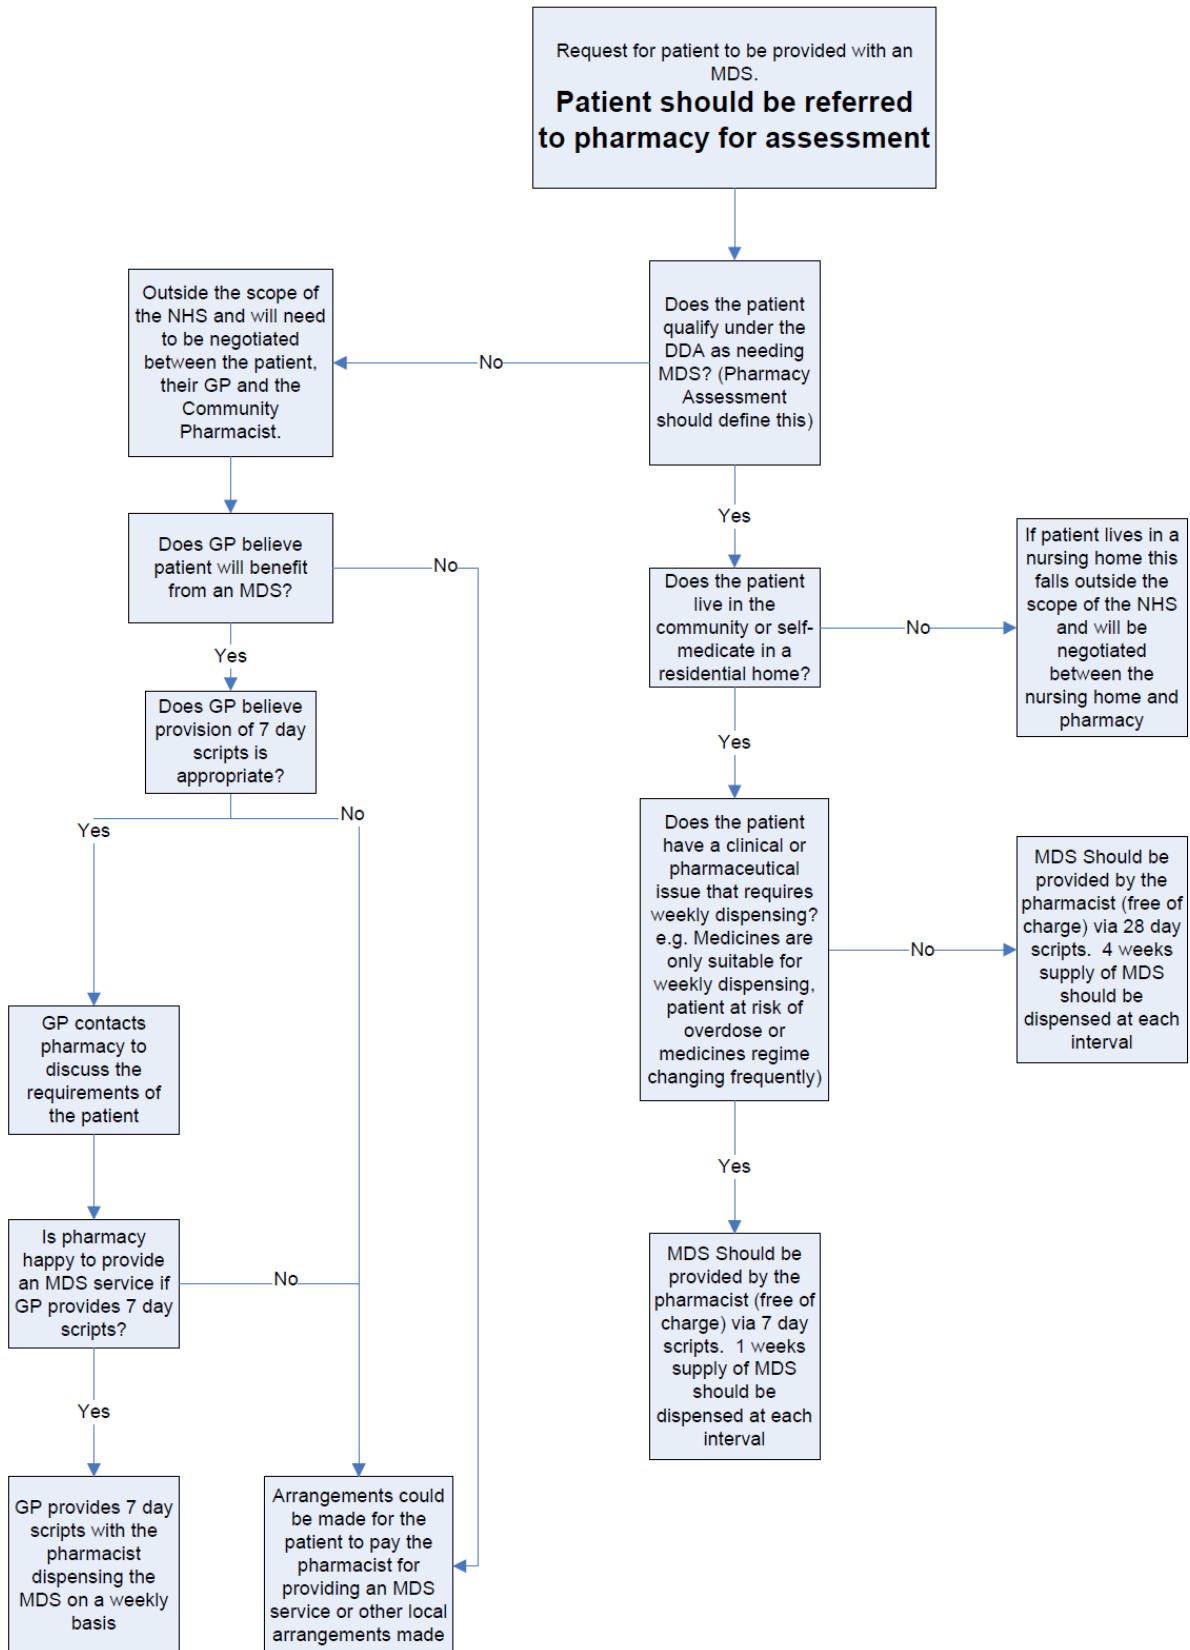 Request for patient to be provided with an
MDS.
Patient should be referred
to pharmacy for assessment
Does the patient
qualify under the
DDA as needing
MDS? (Pharmacy
Assessment
should define this)
No
Outside the scope of
the NHS and will need
to be negotiated
between the patient,
their GP and the
Community
Pharmacist.
Does GP believe
patient will benefit
from an MDS?
No
Yes
Does GP believe
provision of 7 day
scripts is
appropriate?
Yes
No
GP contacts
pharmacy to
discuss the
requirements of
the patient
Is pharmacy
happy to provide
an MDS service if
GP provides 7 day
scripts?
No
Yes
GP provides 7 day
scripts with the
pharmacist
dispensing the
MDS on a weekly
basis
Arrangements could
be made for the
patient to pay the
pharmacist for
providing an MDS
service or other local
arrangements made
Yes
Does the patient
live in the
community or self-
medicate in a
residential home?
No
If patient lives in a
nursing home this
falls outside the
scope of the NHS
and will be
negotiated
between the
nursing home and
pharmacy
Yes
Does the patient
have a clinical or
pharmaceutical
issue that requires
weekly dispensing?
e.g. Medicines are
only suitable for
weekly dispensing,
patient at risk of
overdose or
medicines regime
changing frequently)
No
MDS Should be
provided by the
pharmacist (free of
charge) via 28 day
scripts. 4 weeks
supply of MDS
should be
dispensed at each
interval
Yes
MDS Should be
provided by the
pharmacist (free of
charge) via 7 day
scripts. 1 weeks
supply of MDS
should be
dispensed at each
interval